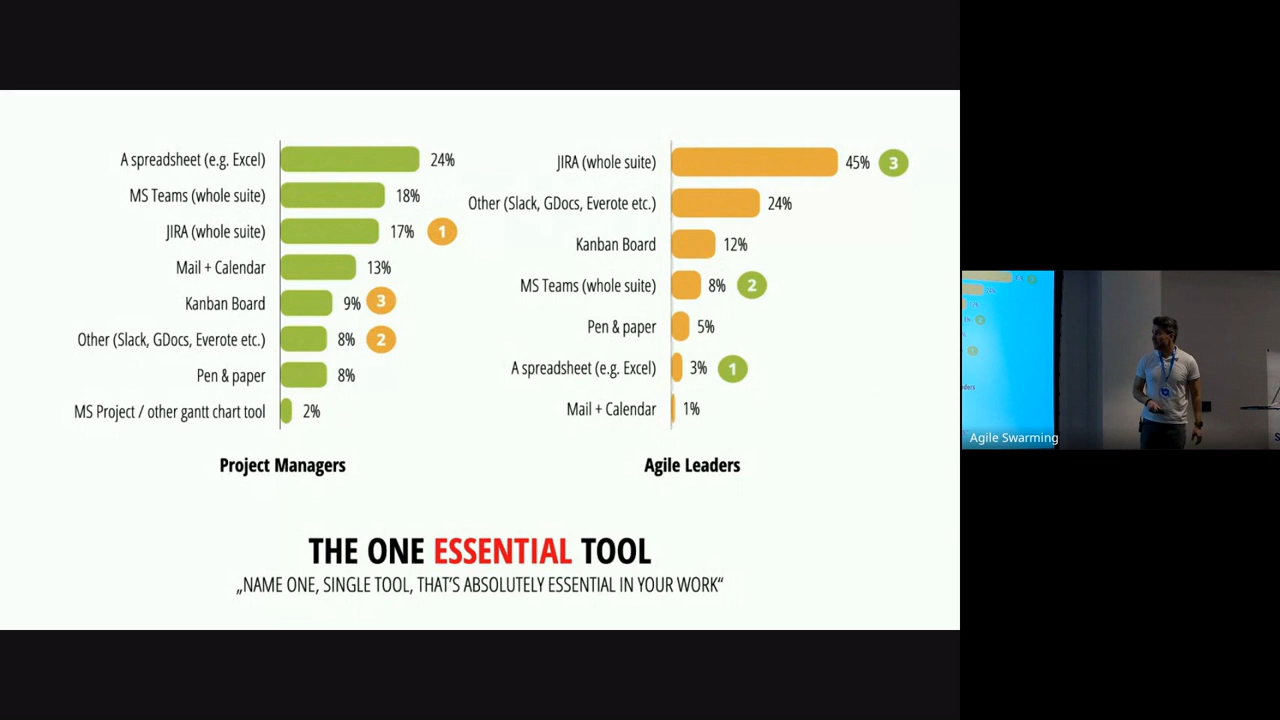 A spreadsheet (e.g. Excel) 24%
MS Teams (whole suite) 18%
JIRA (whole suite) 17% 1
Mail + Calendar 13%
Kanban Board 9% 3
Other (Slack, GDocs, Everote etc.) 8% 2
Pen & paper 8%
MS Project / other gantt chart tool 2%
Project Managers
JIRA (whole suite) 45% 3
Other (Slack, GDocs, Everote etc.) 24%
Kanban Board 12%
MS Teams (whole suite) 8% 2
Pen & paper 5%
A spreadsheet (e.g. Excel) 3% 1
Mail + Calendar 1%
Agile Leaders
THE ONE ESSENTIAL TOOL
„NAME ONE, SINGLE TOOL, THAT'S ABSOLUTELY ESSENTIAL IN YOUR WORK“
Agile Swarming